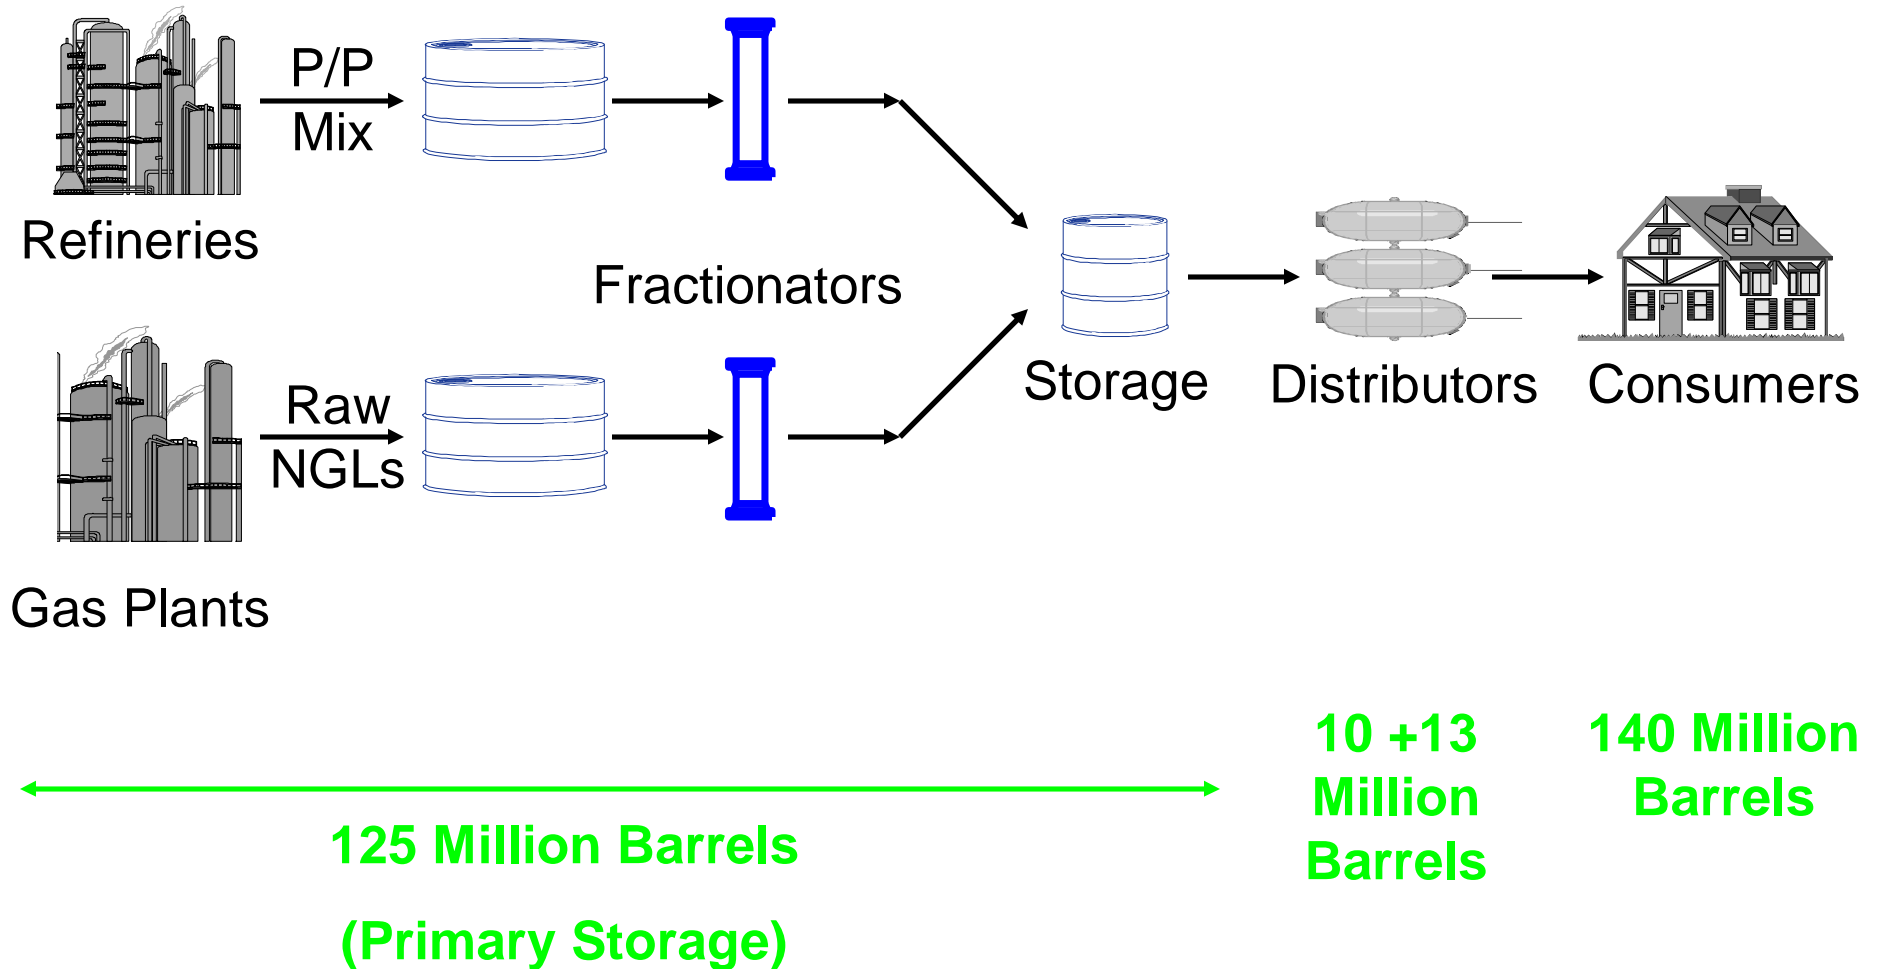 P/P
Mix
Refineries
Fractionators
Storage
Distributors
Consumers
Raw
NGLs
Gas Plants
10 +13
Million
Barrels
140 Million
Barrels
125 Million Barrels
(Primary Storage)